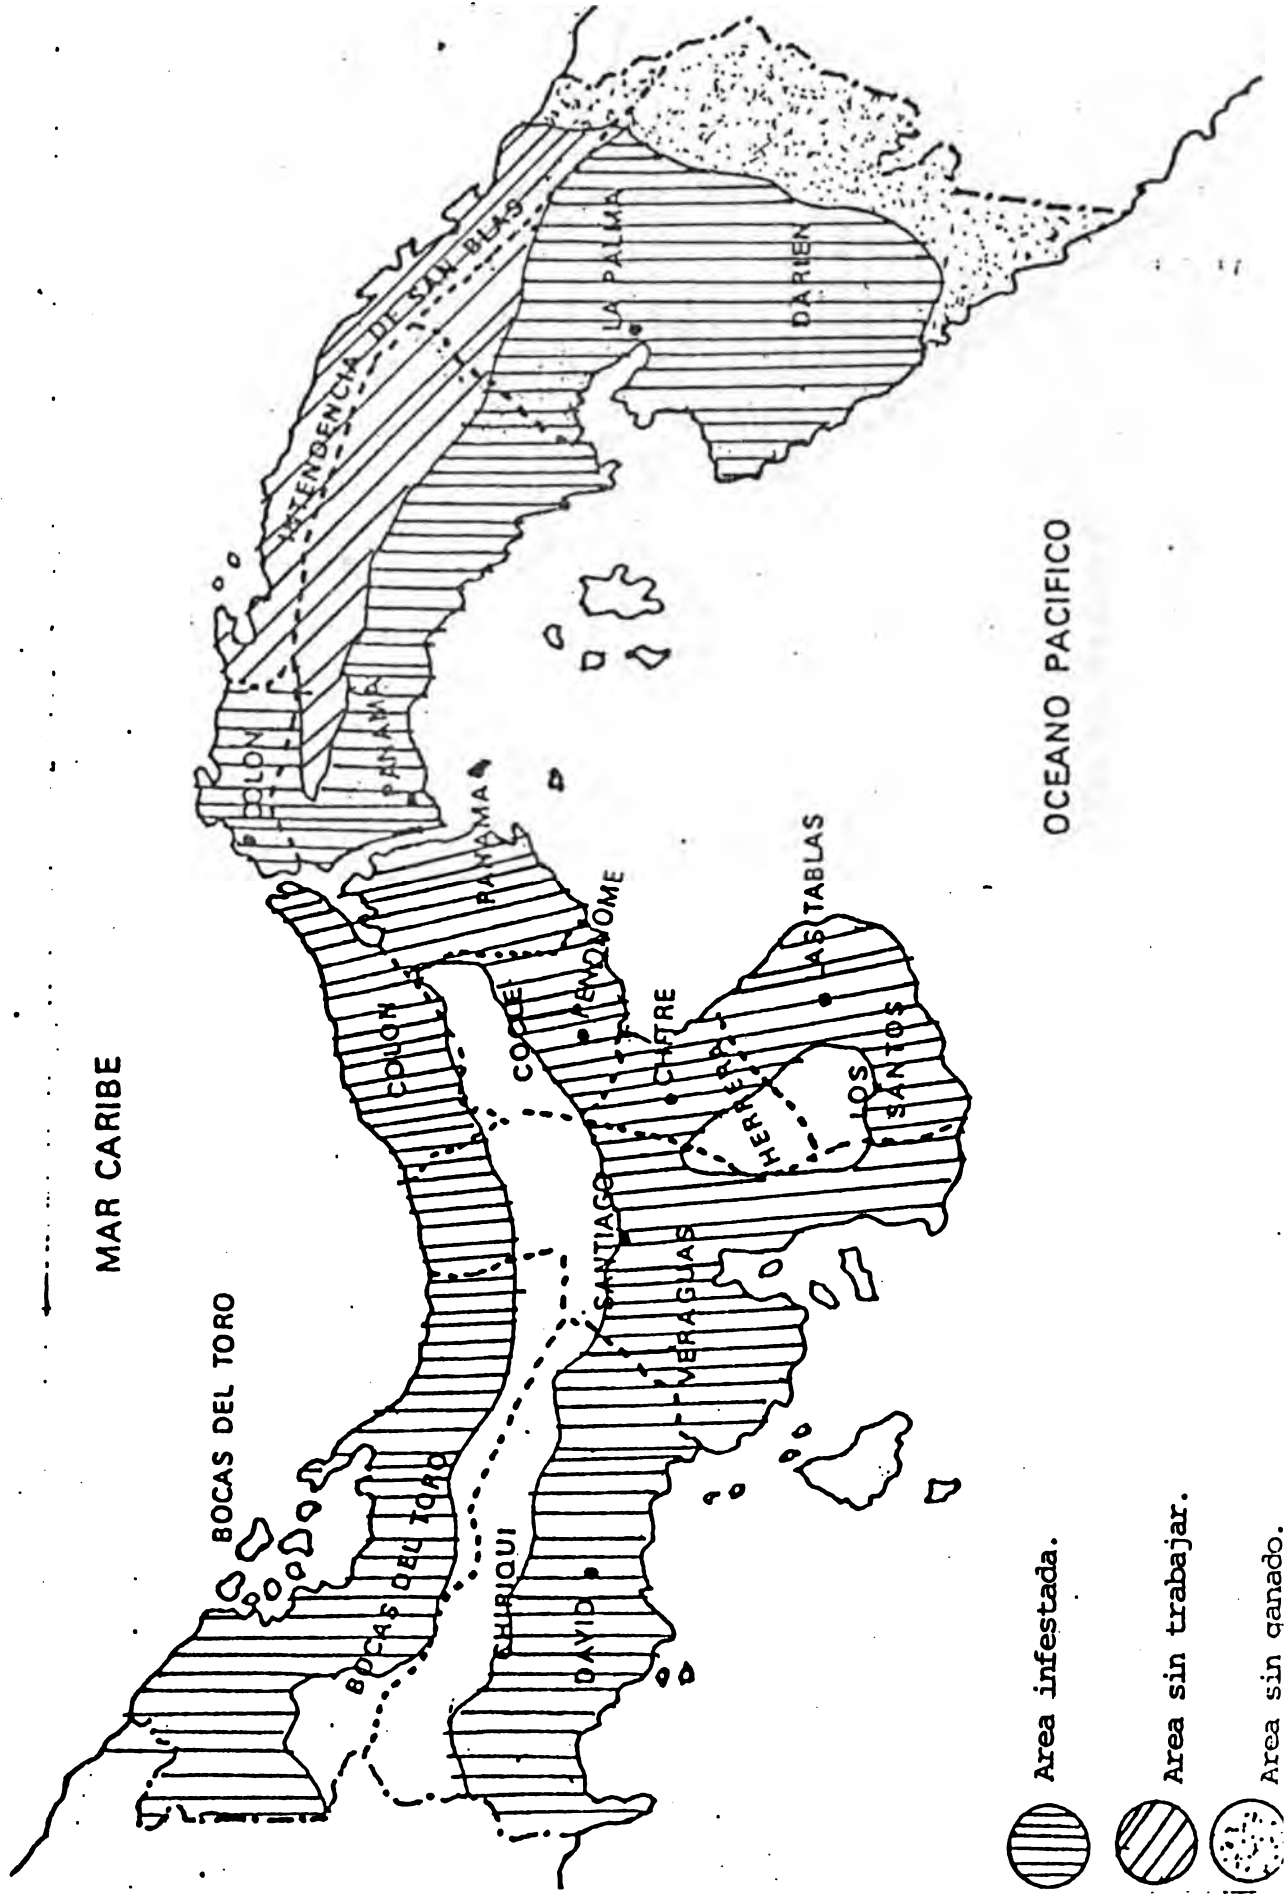 MAR CARIBE
BOCAS DEL TORO
BOCAS DEL TORO
CHIRIQUI
DAVID
VERAGUAS
SANTIAGO
COLON
COCLE
PENONOME
CHITRE
HERRERA
LOS
SANTOS
LAS TABLAS
PANAMA
COLON
PANAMA
INTENDENCIA DE SAN BLAS
LA PALMA
DARIEN
OCEANO PACIFICO
Area infestada.
Area sin trabajar.
Area sin ganado.